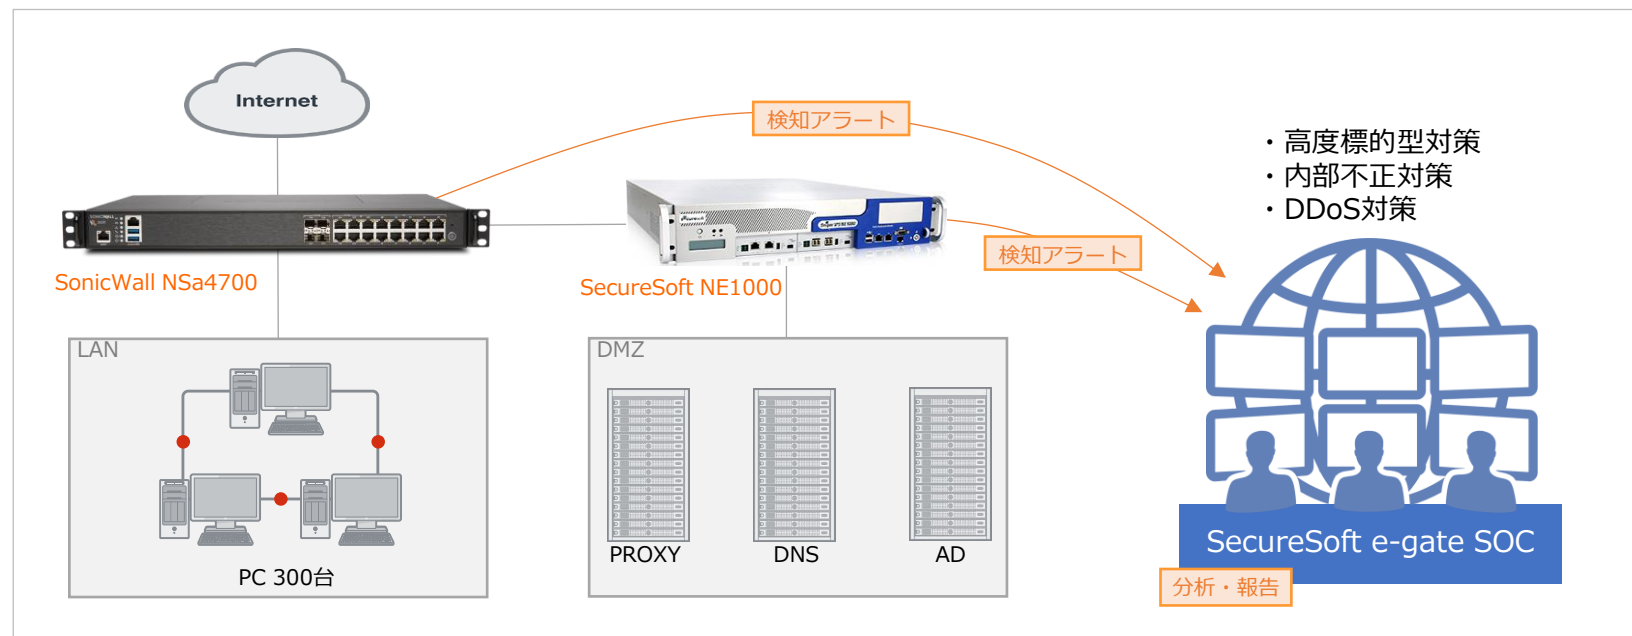 Internet
検知アラート
・高度標的型対策
・内部不正対策
・DDoS対策
SonicWall NSa4700
SecureSoft NE1000
検知アラート
LAN
DMZ
PROXY
DNS
AD
PC 300台
SecureSoft e-gate SOC
分析・報告